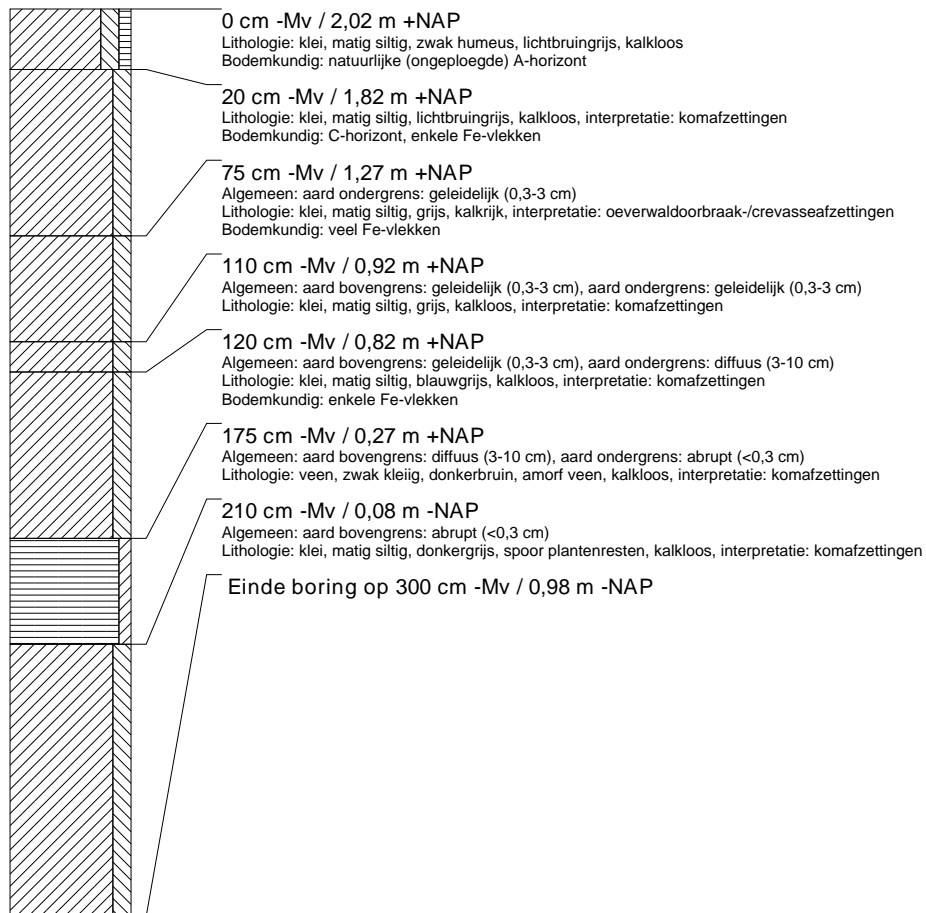 0 cm -Mv / 2,02 m +NAP
Lithologie: klei, matig siltig, zwak humeus, lichtbruingrijs, kalkloos
Bodemkundig: natuurlijke (ongeploegde) A-horizont
20 cm -Mv / 1,82 m +NAP
Lithologie: klei, matig siltig, lichtbruingrijs, kalkloos, interpretatie: komafzettingen
Bodemkundig: C-horizont, enkele Fe-vlekken
75 cm -Mv / 1,27 m +NAP
Algemeen: aard ondergrens: geleidelijk (0,3-3 cm)
Lithologie: klei, matig siltig, grijs, kalkrijk, interpretatie: oeverwaldoorbraak-/crevasseafzettingen
Bodemkundig: veel Fe-vlekken
110 cm -Mv / 0,92 m +NAP
Algemeen: aard bovengrens: geleidelijk (0,3-3 cm), aard ondergrens: geleidelijk (0,3-3 cm)
Lithologie: klei, matig siltig, grijs, kalkloos, interpretatie: komafzettingen
120 cm -Mv / 0,82 m +NAP
Algemeen: aard bovengrens: geleidelijk (0,3-3 cm), aard ondergrens: diffuus (3-10 cm)
Lithologie: klei, matig siltig, blauwgrijs, kalkloos, interpretatie: komafzettingen
Bodemkundig: enkele Fe-vlekken
175 cm -Mv / 0,27 m +NAP
Algemeen: aard bovengrens: diffuus (3-10 cm), aard ondergrens: abrupt (<0,3 cm)
Lithologie: veen, zwak kleiig, donkerbruin, amorf veen, kalkloos, interpretatie: komafzettingen
210 cm -Mv / 0,08 m -NAP
Algemeen: aard bovengrens: abrupt (<0,3 cm)
Lithologie: klei, matig siltig, donkergrijs, spoor plantenresten, kalkloos, interpretatie: komafzettingen
Einde boring op 300 cm -Mv / 0,98 m -NAP